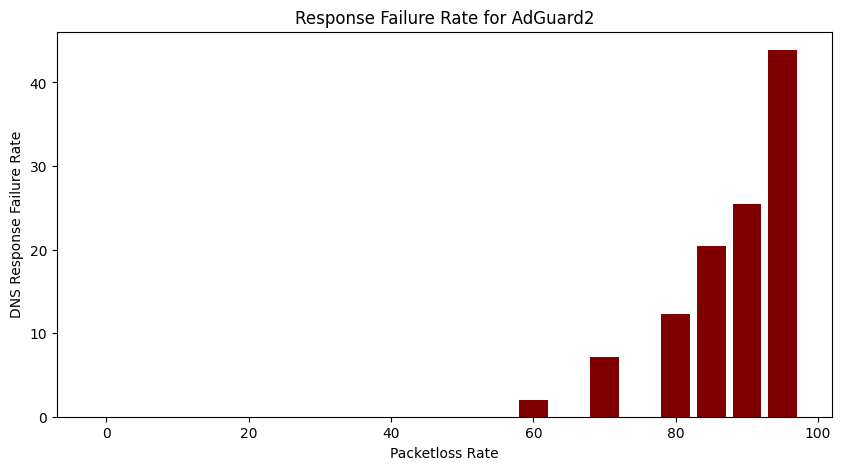 Response Failure Rate for AdGuard2
DNS Response Failure Rate
40
30
20
10
0
0 20 40 60 80 100
Packetloss Rate